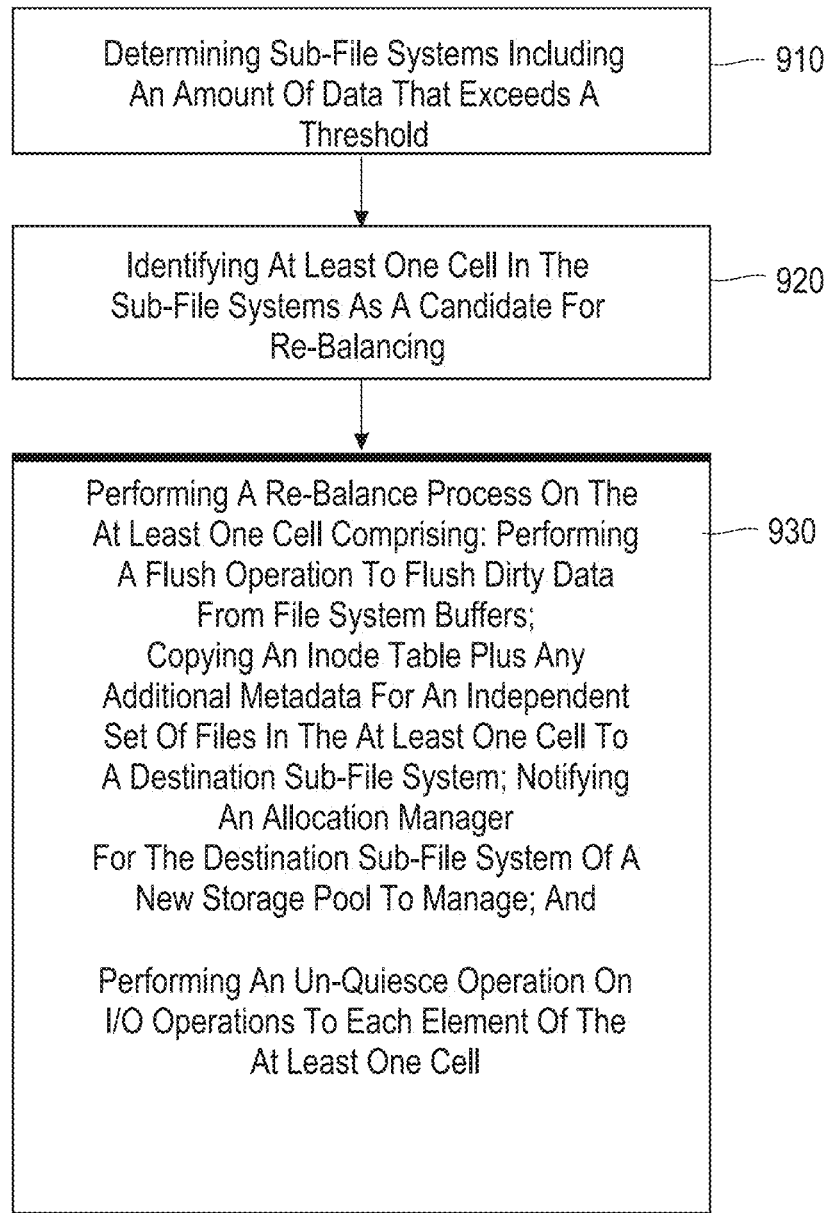 Determining Sub-File Systems Including
An Amount Of Data That Exceeds A
Threshold
910
Identifying At Least One Cell In The
Sub-File Systems As A Candidate For
Re-Balancing
920
Performing A Re-Balance Process On The
At Least One Cell Comprising: Performing
A Flush Operation To Flush Dirty Data
From File System Buffers;
Copying An Inode Table Plus Any
Additional Metadata For An Independent
Set Of Files In The At Least One Cell To
A Destination Sub-File System; Notifying
An Allocation Manager
For The Destination Sub-File System Of A
New Storage Pool To Manage; And
Performing An Un-Quiesce Operation On
I/O Operations To Each Element Of The
At Least One Cell
930